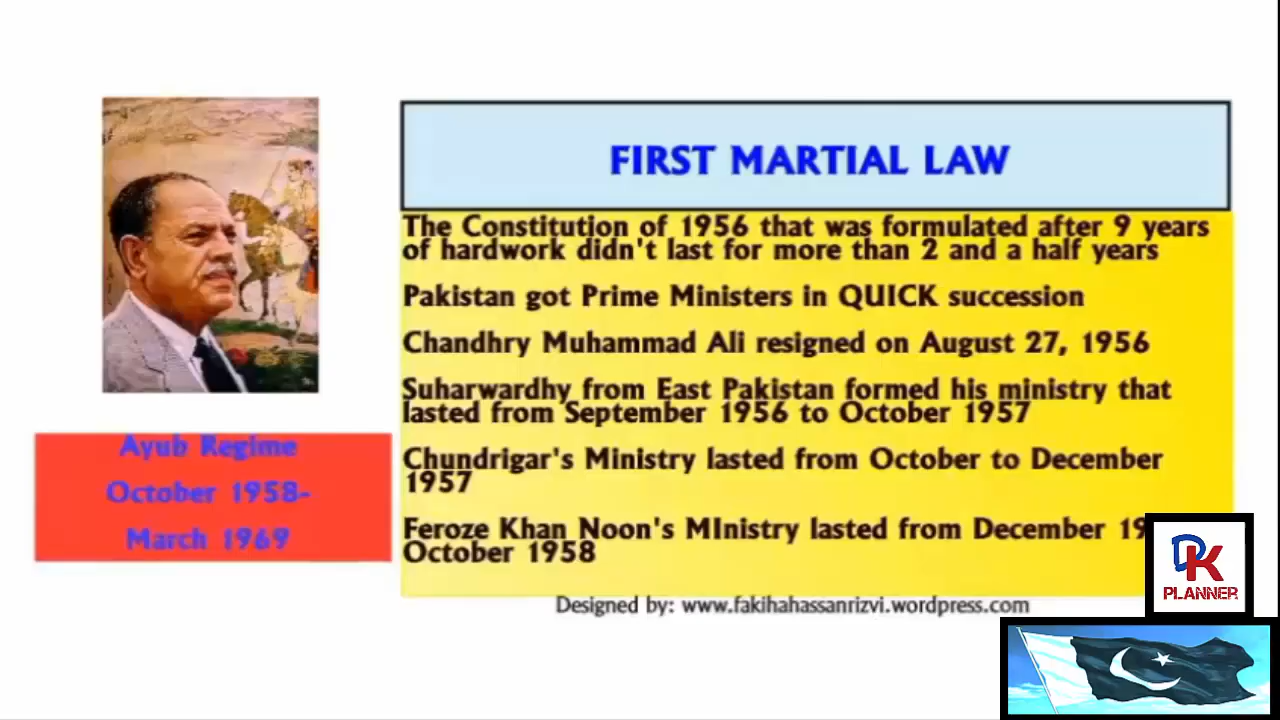 FIRST MARTIAL LAW
The Constitution of 1956 that was formulated after 9 years
of hardwork didn't last for more than 2 and a half years
Pakistan got Prime Ministers in QUICK succession
Chandhry Muhammad Ali resigned on August 27, 1956
Suharwardhy from East Pakistan formed his ministry that
lasted from September 1956 to October 1957
Chundrigar's Ministry lasted from October to December
1957
Feroze Khan Noon's MInistry lasted from December 19
October 1958
Ayub Regime
October 1958-
March 1969
Designed by: www.fakihahassanrizvi.wordpress.com
DK
PLANNER